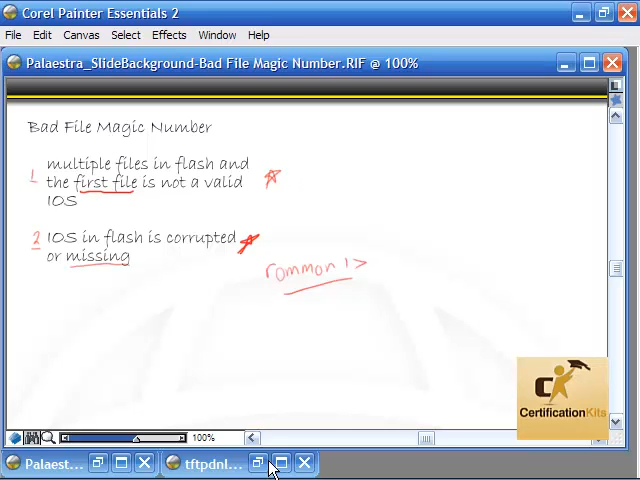 Corel Painter Essentials 2
File Edit Canvas Select Effects Window Help
Palaestra_SlideBackground-Bad File Magic Number.RIF @ 100%
Bad File Magic Number
1 multiple files in flash and
the first file is not a valid
IOS
2 IOS in flash is corrupted
or missing
rommon 1>
CK
CertificationKits
100%
Palaest... tftpdnl...